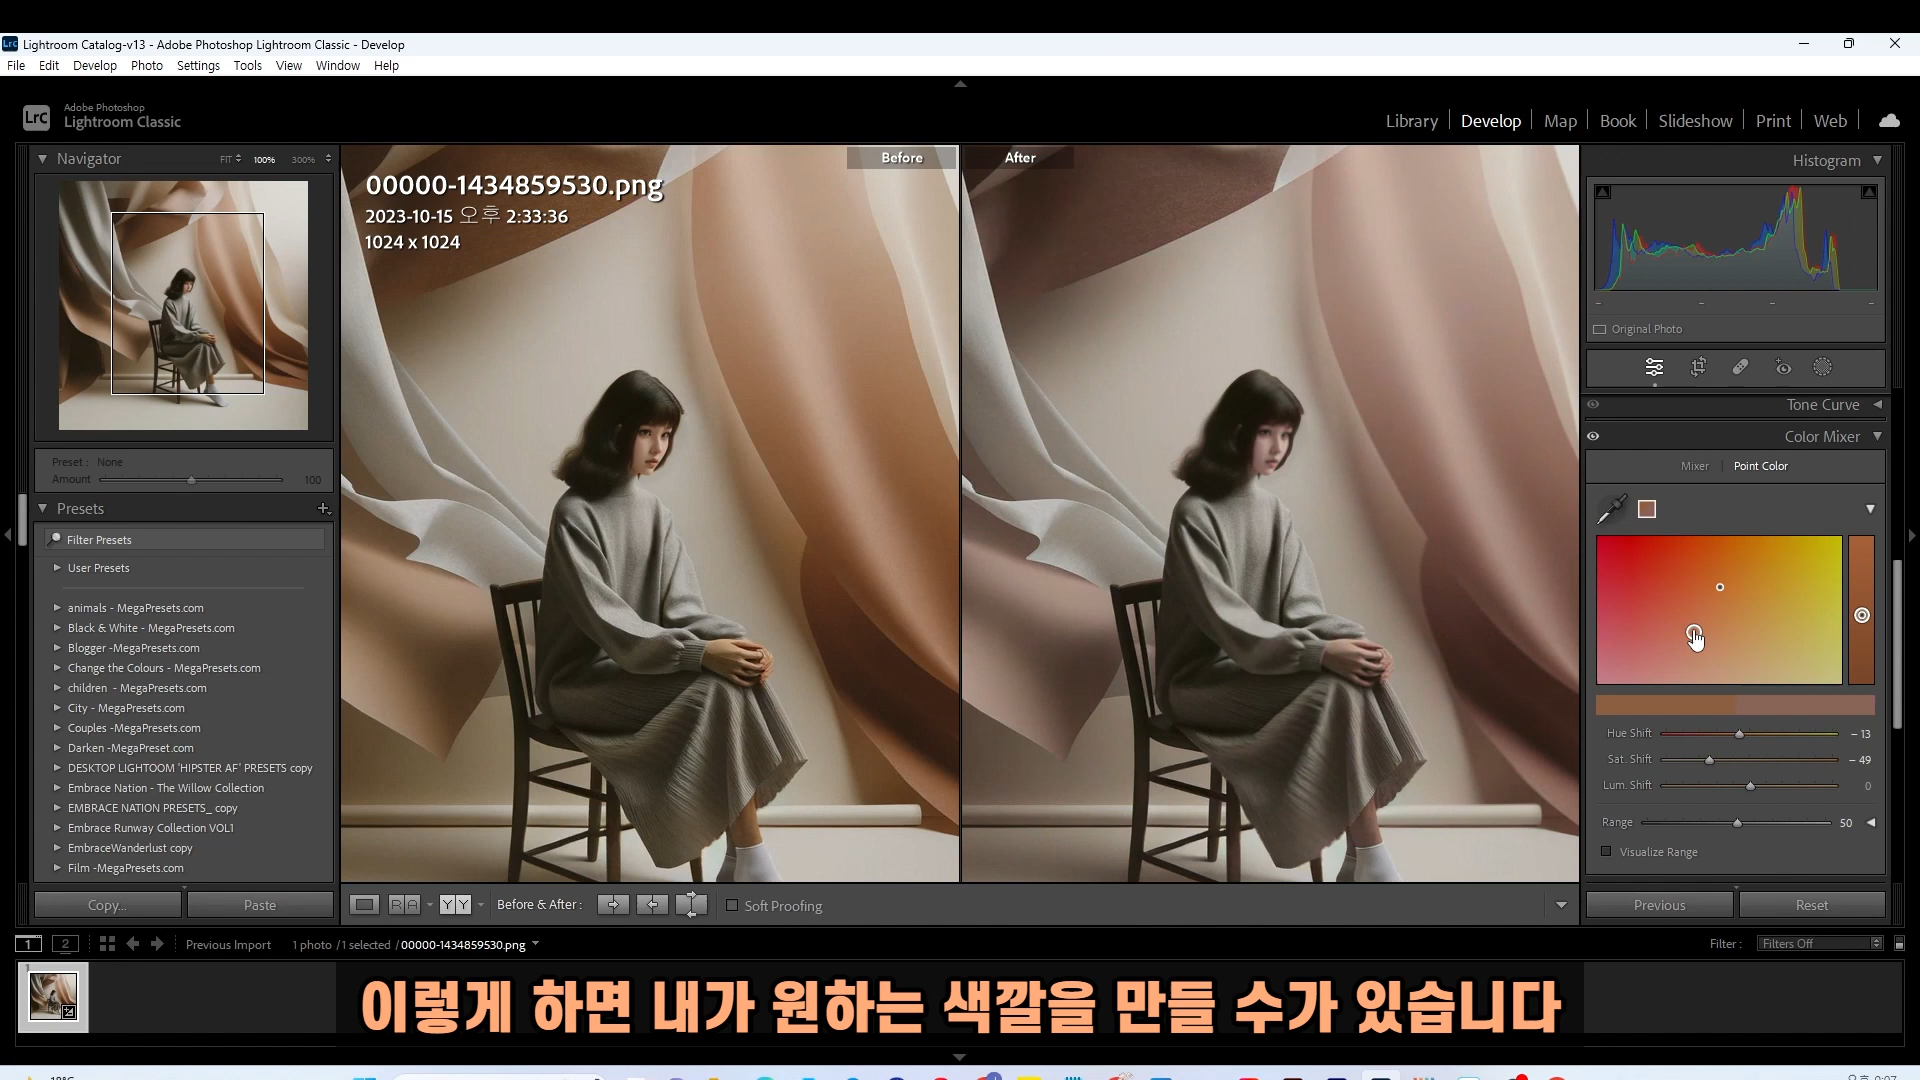 Lrc Lightroom Catalog-v13 - Adobe Photoshop Lightroom Classic - Develop
File Edit Develop Photo Settings Tools View Window Help
LrC
Adobe Photoshop
Lightroom Classic
Library Develop Map Book Slideshow Print Web
Navigator FIT 100% 300%
Preset : None
Amount 100
Presets
Filter Presets
User Presets
animals - MegaPresets.com
Black & White - MegaPresets.com
Blogger -MegaPresets.com
Change the Colours - MegaPresets.com
children - MegaPresets.com
City - MegaPresets.com
Couples -MegaPresets.com
Darken -MegaPreset.com
DESKTOP LIGHTOOM 'HIPSTER AF' PRESETS copy
Embrace Nation - The Willow Collection
EMBRACE NATION PRESETS_ copy
Embrace Runway Collection VOL1
EmbraceWanderlust copy
Film -MegaPresets.com
Copy... Paste
Before After
00000-1434859530.png
2023-10-15 오후 2:33:36
1024 x 1024
R A Y Y Before & After : Soft Proofing
Histogram
Original Photo
Tone Curve
Color Mixer
Mixer Point Color
Hue Shift – 13
Sat. Shift – 49
Lum. Shift 0
Range 50
Visualize Range
Previous Reset
1 2 Previous Import 1 photo /1 selected /00000-1434859530.png Filter : Filters Off
1
이렇게 하면 내가 원하는 색깔을 만들 수가 있습니다